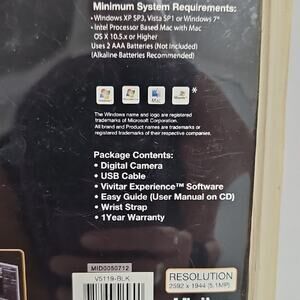 Minimum System Requirements:
• Windows XP SP3, Vista SP1 or Windows 7*
• Intel Processor Based Mac with Mac
OS X 10.5.x or Higher
Uses 2 AAA Batteries (Not Included)
(Alkaline Batteries Recommended)
Mac
*
The Windows name and logo are registered
trademarks of Microsoft Corporation.
All brand and Product names are trademarks or registered
trademarks of their respective companies.
Package Contents:
• Digital Camera
• USB Cable
• Vivitar Experience™ Software
• Easy Guide (User Manual on CD)
• Wrist Strap
• 1Year Warranty
MID0050712
V5119-BLK
RESOLUTION
2592 x 1944 (5.1MP)